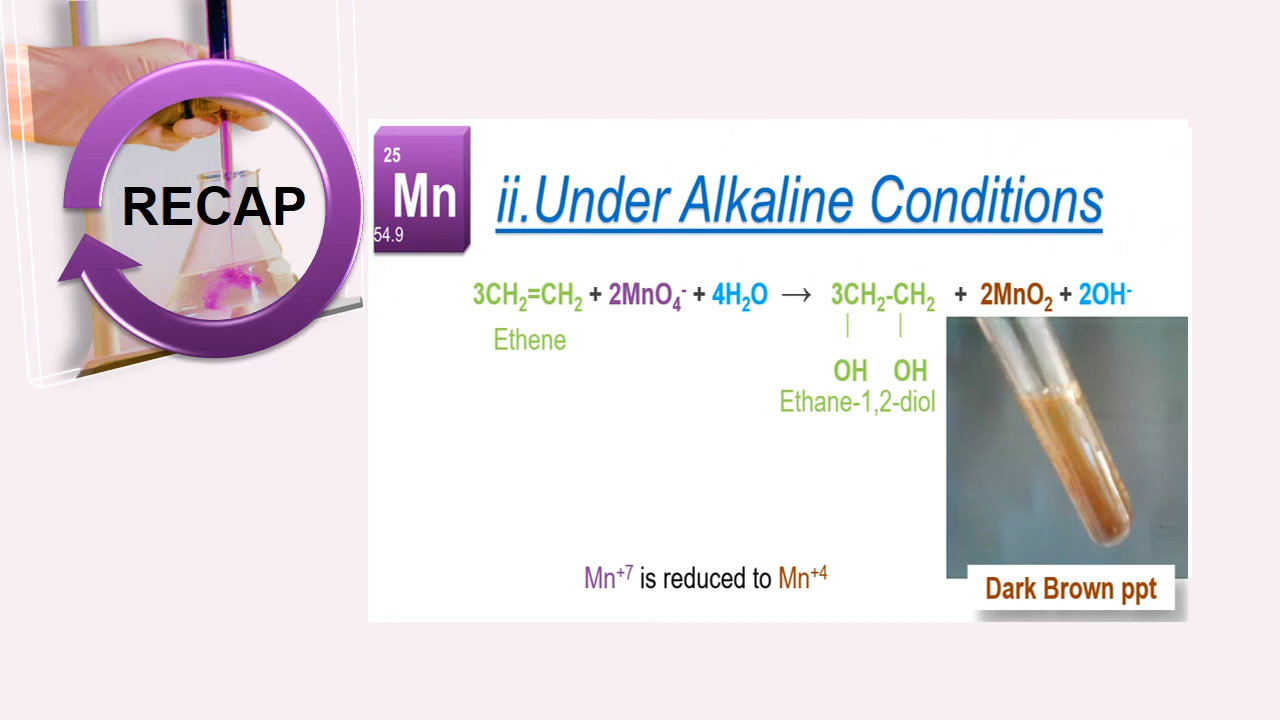 RECAP
25
Mn
54.9
ii.Under Alkaline Conditions
3CH₂=CH₂ + 2MnO₄⁻ + 4H₂O → 3CH₂-CH₂ + 2MnO₂ + 2OH⁻
| |
Ethene
OH OH
Ethane-1,2-diol
Mn⁺⁷ is reduced to Mn⁺⁴
Dark Brown ppt